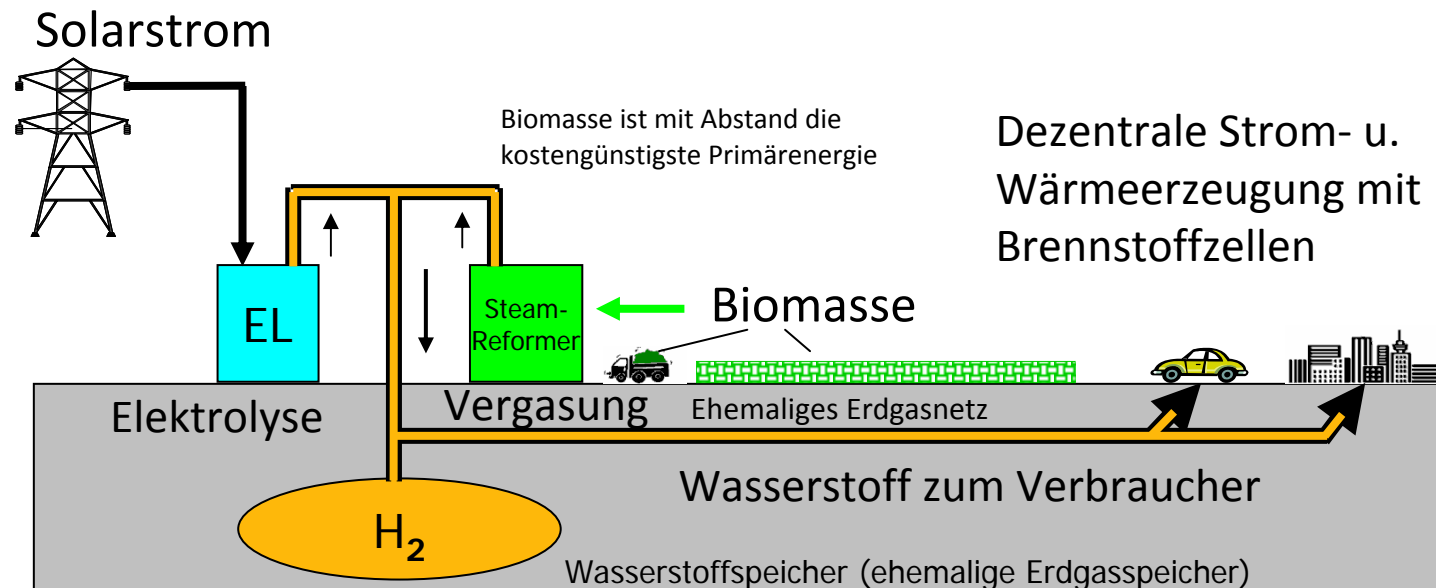 Solarstrom
Biomasse ist mit Abstand die
kostengünstigste Primärenergie
Dezentrale Strom- u.
Wärmeerzeugung mit
Brennstoffzellen
EL
Steam-
Reformer
Biomasse
Elektrolyse
Vergasung
Ehemaliges Erdgasnetz
Wasserstoff zum Verbraucher
H₂
Wasserstoffspeicher (ehemalige Erdgasspeicher)